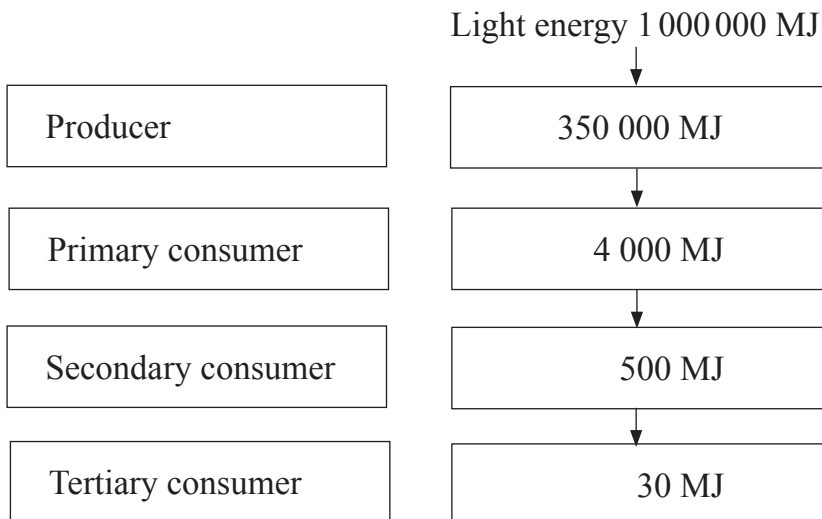 Light energy 1 000 000 MJ
Producer
350 000 MJ
Primary consumer
4 000 MJ
Secondary consumer
500 MJ
Tertiary consumer
30 MJ